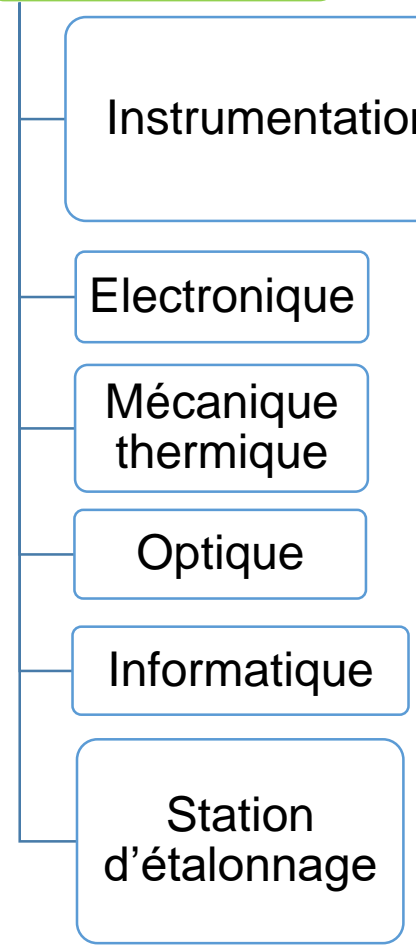 Instrumentation
Electronique
Mécanique
thermique
Optique
Informatique
Station
d’étalonnage